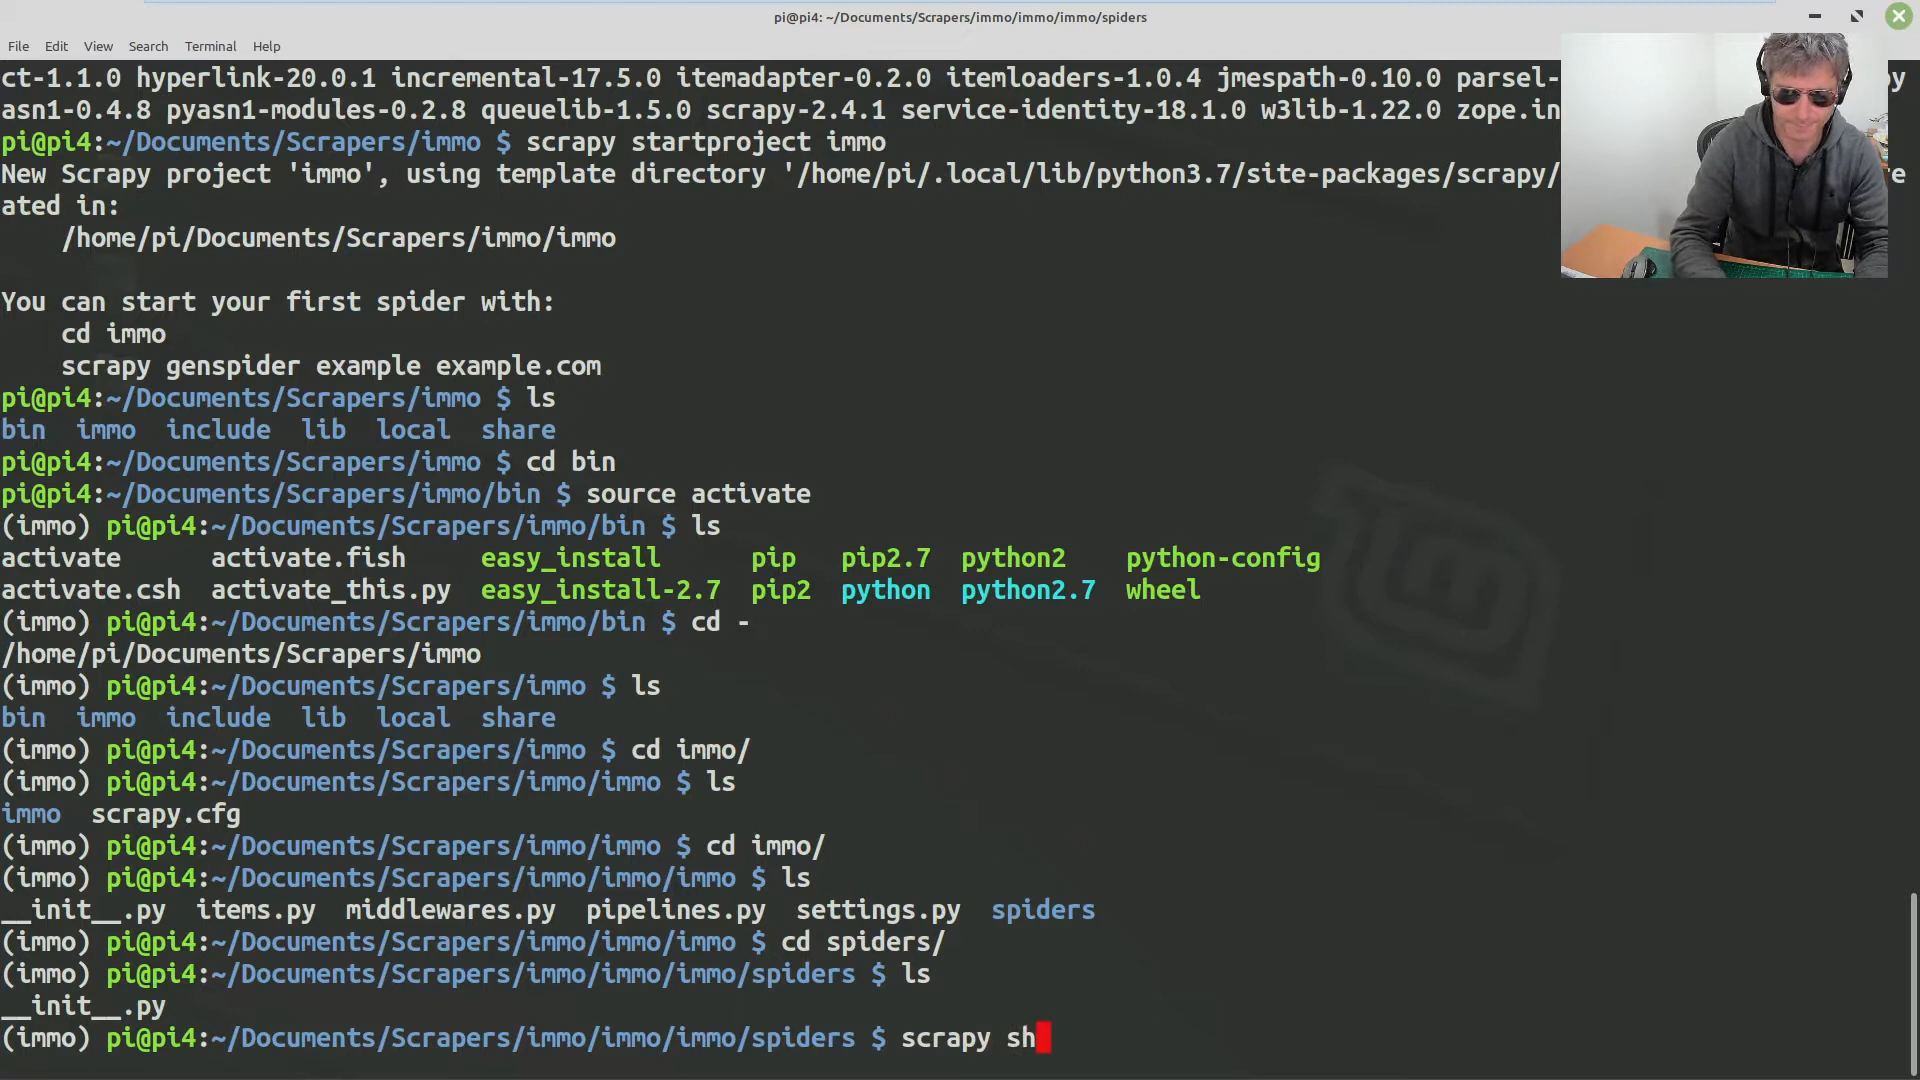 pi@pi4: ~/Documents/Scrapers/immo/immo/immo/spiders
File Edit View Search Terminal Help
ct-1.1.0 hyperlink-20.0.1 incremental-17.5.0 itemadapter-0.2.0 itemloaders-1.0.4 jmespath-0.10.0 parsel- y
asn1-0.4.8 pyasn1-modules-0.2.8 queuelib-1.5.0 scrapy-2.4.1 service-identity-18.1.0 w3lib-1.22.0 zope.in
pi@pi4:~/Documents/Scrapers/immo $ scrapy startproject immo
New Scrapy project 'immo', using template directory '/home/pi/.local/lib/python3.7/site-packages/scrapy/ e
ated in:
/home/pi/Documents/Scrapers/immo/immo
You can start your first spider with:
cd immo
scrapy genspider example example.com
pi@pi4:~/Documents/Scrapers/immo $ ls
bin immo include lib local share
pi@pi4:~/Documents/Scrapers/immo $ cd bin
pi@pi4:~/Documents/Scrapers/immo/bin $ source activate
(immo) pi@pi4:~/Documents/Scrapers/immo/bin $ ls
activate activate.fish easy_install pip pip2.7 python2 python-config
activate.csh activate_this.py easy_install-2.7 pip2 python python2.7 wheel
(immo) pi@pi4:~/Documents/Scrapers/immo/bin $ cd -
/home/pi/Documents/Scrapers/immo
(immo) pi@pi4:~/Documents/Scrapers/immo $ ls
bin immo include lib local share
(immo) pi@pi4:~/Documents/Scrapers/immo $ cd immo/
(immo) pi@pi4:~/Documents/Scrapers/immo/immo $ ls
immo scrapy.cfg
(immo) pi@pi4:~/Documents/Scrapers/immo/immo $ cd immo/
(immo) pi@pi4:~/Documents/Scrapers/immo/immo/immo $ ls
__init__.py items.py middlewares.py pipelines.py settings.py spiders
(immo) pi@pi4:~/Documents/Scrapers/immo/immo/immo $ cd spiders/
(immo) pi@pi4:~/Documents/Scrapers/immo/immo/immo/spiders $ ls
__init__.py
(immo) pi@pi4:~/Documents/Scrapers/immo/immo/immo/spiders $ scrapy sh